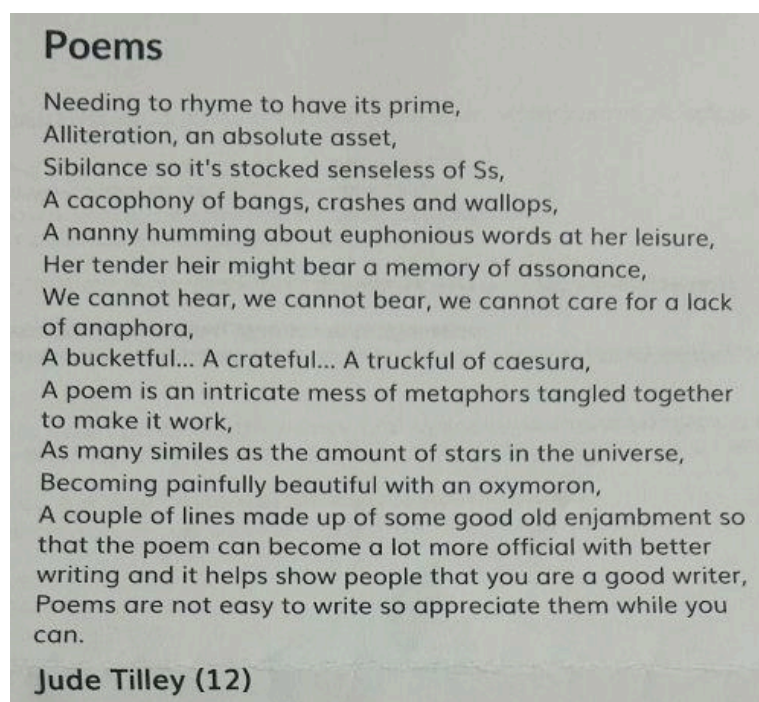 Poems
Needing to rhyme to have its prime,
Alliteration, an absolute asset,
Sibilance so it's stocked senseless of Ss,
A cacophony of bangs, crashes and wallops,
A nanny humming about euphonious words at her leisure,
Her tender heir might bear a memory of assonance,
We cannot hear, we cannot bear, we cannot care for a lack
of anaphora,
A bucketful... A crateful... A truckful of caesura,
A poem is an intricate mess of metaphors tangled together
to make it work,
As many similes as the amount of stars in the universe,
Becoming painfully beautiful with an oxymoron,
A couple of lines made up of some good old enjambment so
that the poem can become a lot more official with better
writing and it helps show people that you are a good writer,
Poems are not easy to write so appreciate them while you
can.
Jude Tilley (12)